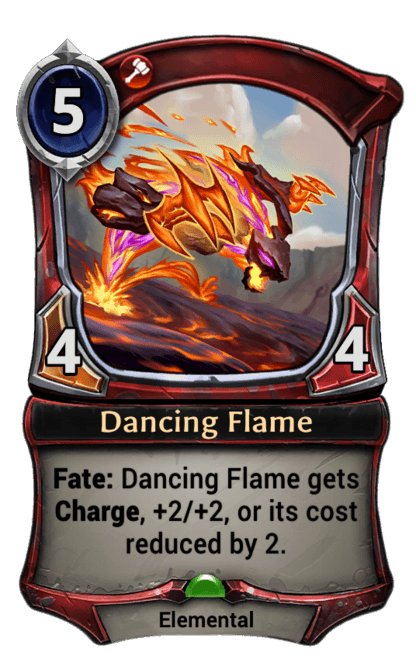 5
4
4
Dancing Flame
Fate: Dancing Flame gets
Charge, +2/+2, or its cost
reduced by 2.
Elemental